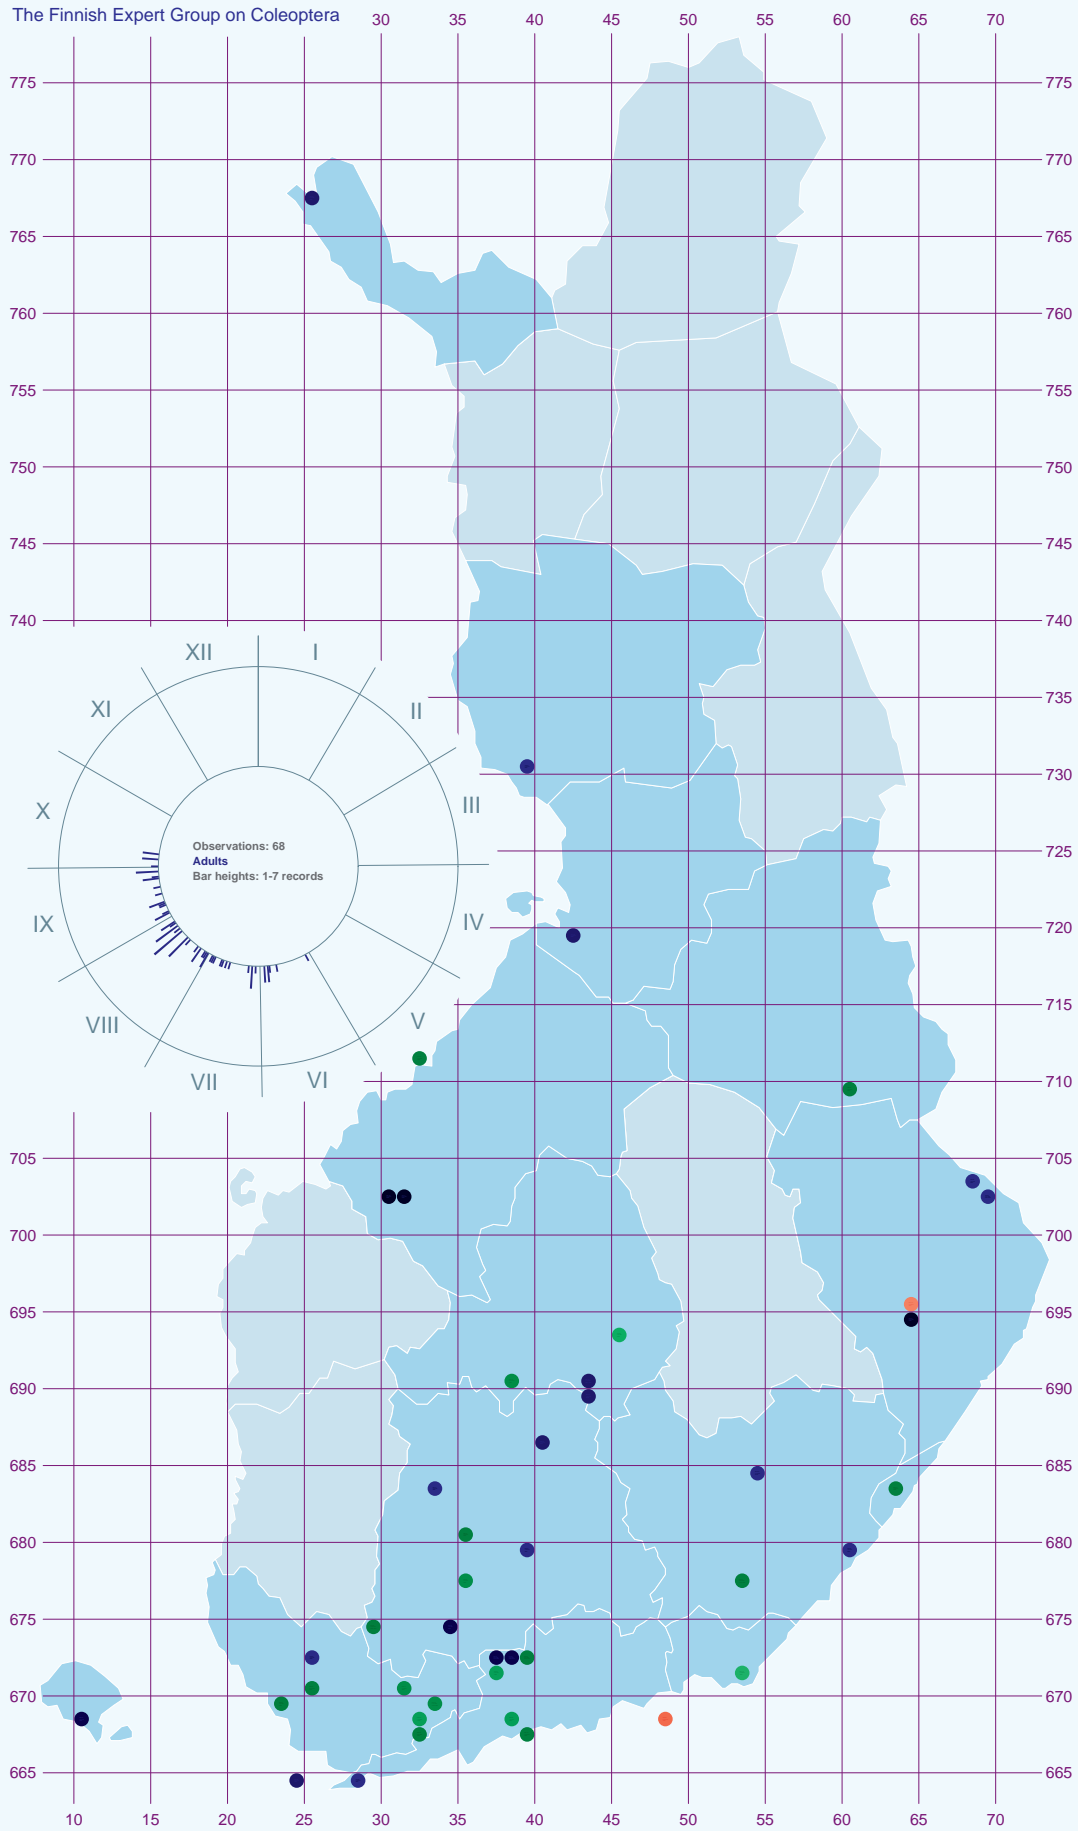 The Finnish Expert Group on Coleoptera
30 35 40 45 50 55 60 65 70
775 775
770 770
765 765
760 760
755 755
750 750
745 745
740 740
XII I
XI II
735
730
X III
Observations: 68
Adults
Bar heights: 1-7 records
725
IX IV
720
715
VIII V
VII VI
710
705 705
700 700
695 695
690 690
685 685
680 680
675 675
670 670
665 665
10 15 20 25 30 35 40 45 50 55 60 65 70